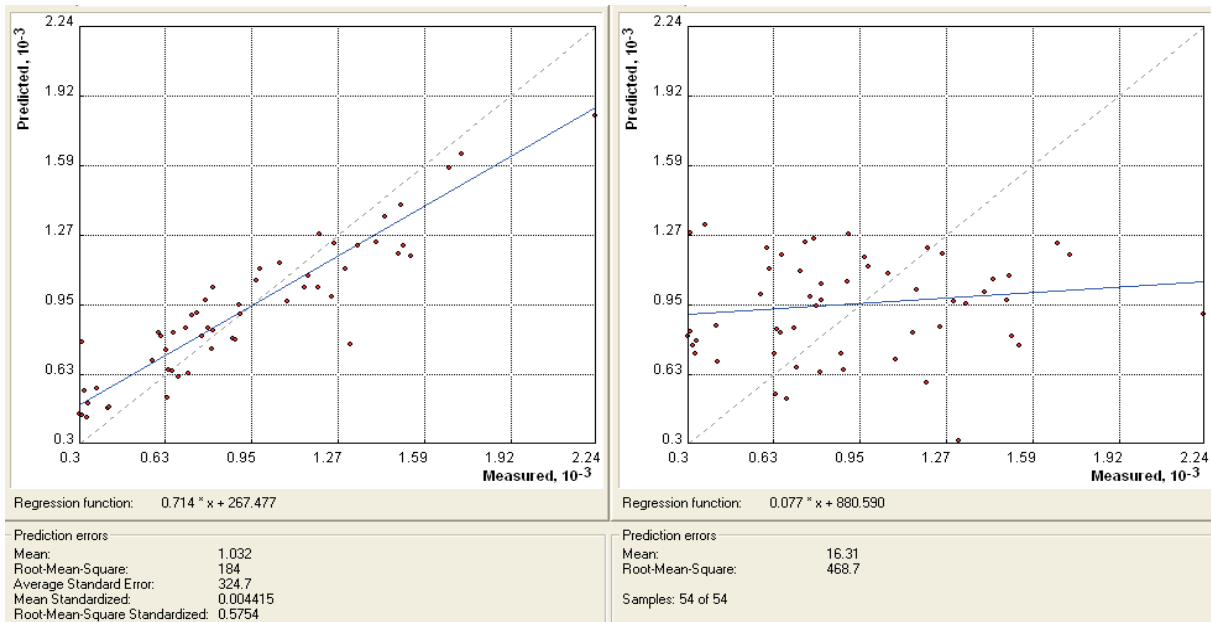 2.24
Predicted, 10-3
1.92
1.59
1.27
0.95
0.63
0.3
0.3 0.63 0.95 1.27 1.59 1.92 2.24
Measured, 10-3
Regression function: 0.714 * x + 267.477
Prediction errors
Mean: 1.032
Root-Mean-Square: 184
Average Standard Error: 324.7
Mean Standardized: 0.004415
Root-Mean-Square Standardized: 0.5754
2.24
Predicted, 10-3
1.92
1.59
1.27
0.95
0.63
0.3
0.3 0.63 0.95 1.27 1.59 1.92 2.24
Measured, 10-3
Regression function: 0.077 * x + 880.590
Prediction errors
Mean: 16.31
Root-Mean-Square: 468.7
Samples: 54 of 54